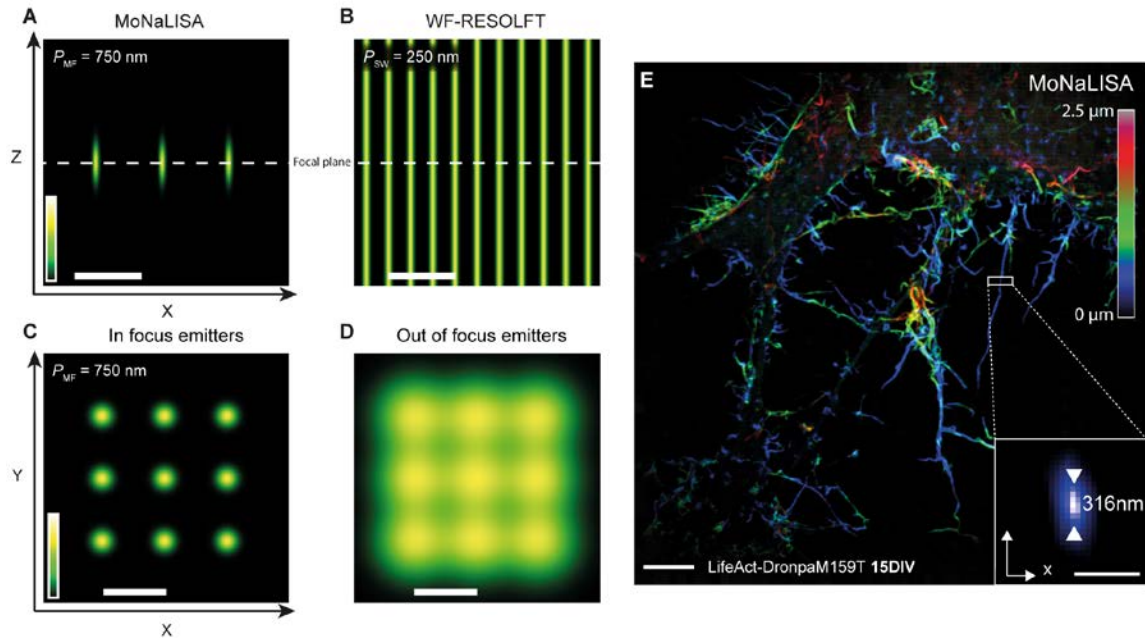 A
MoNaLISA
P_MF = 750 nm
Z
X
B
WF-RESOLFT
P_SW = 250 nm
Focal plane
C
In focus emitters
P_MF = 750 nm
Y
X
D
Out of focus emitters
E
MoNaLISA
2.5 µm
0 µm
316nm
x
LifeAct-DronpaM159T 15DIV